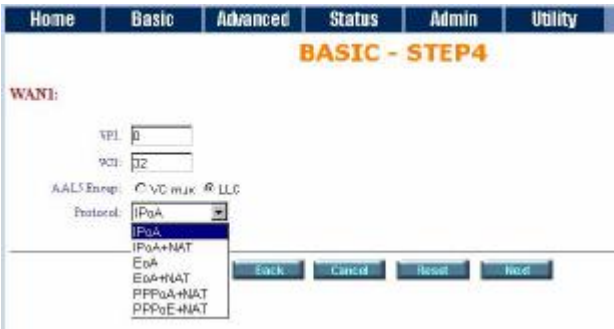 Home Basic Advanced Status Admin Utility
BASIC - STEP4
WAN1:
VPI: 0
VCI: 32
AAL5 Encap: VC mux LLC
Protocol: IPoA
IPoA
IPoA+NAT
EoA
EoA+NAT
PPPoA+NAT
PPPoE+NAT
Back Cancel Reset Next